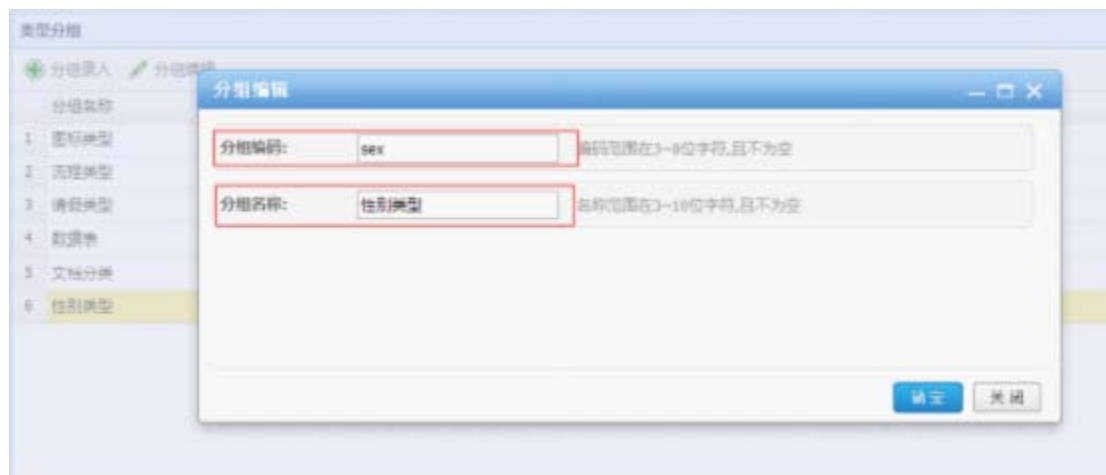 类型分组
分组录入 分组编辑
分组名称
1 图标类型
2 流程类型
3 请假类型
4 数据表
5 文档分类
6 性别类型
分组编辑
分组编码: sex 编码范围在3~8位字符,且不为空
分组名称: 性别类型 名称范围在3~10位字符,且不为空
确定 关闭